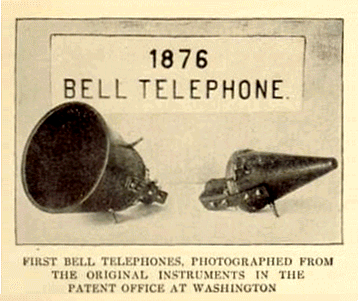 1876
BELL TELEPHONE.
FIRST BELL TELEPHONES, PHOTOGRAPHED FROM
THE ORIGINAL INSTRUMENTS IN THE
PATENT OFFICE AT WASHINGTON